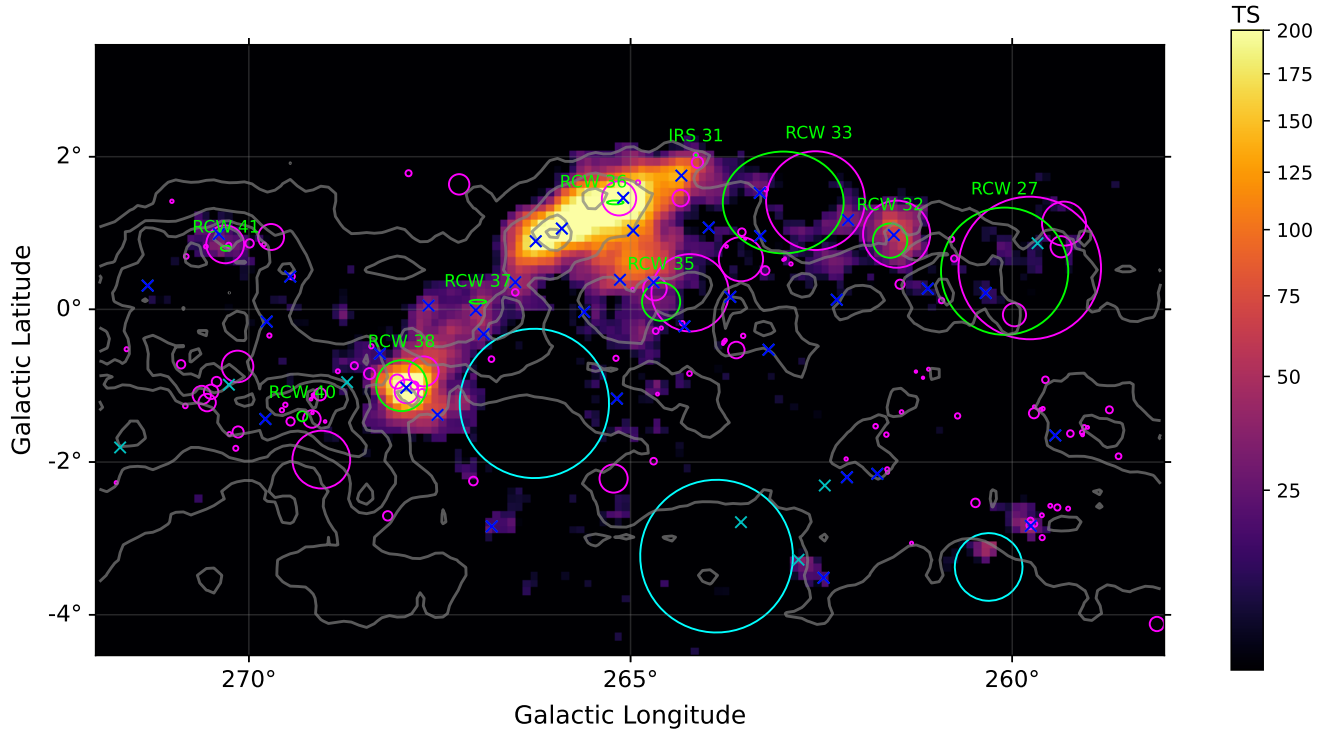 TS
200
175
150
125
100
75
50
25
2°
0°
-2°
-4°
Galactic Latitude
IRS 31
RCW 33
RCW 36
RCW 27
RCW 32
RCW 41
RCW 35
RCW 37
RCW 38
RCW 40
270°
265°
260°
Galactic Longitude